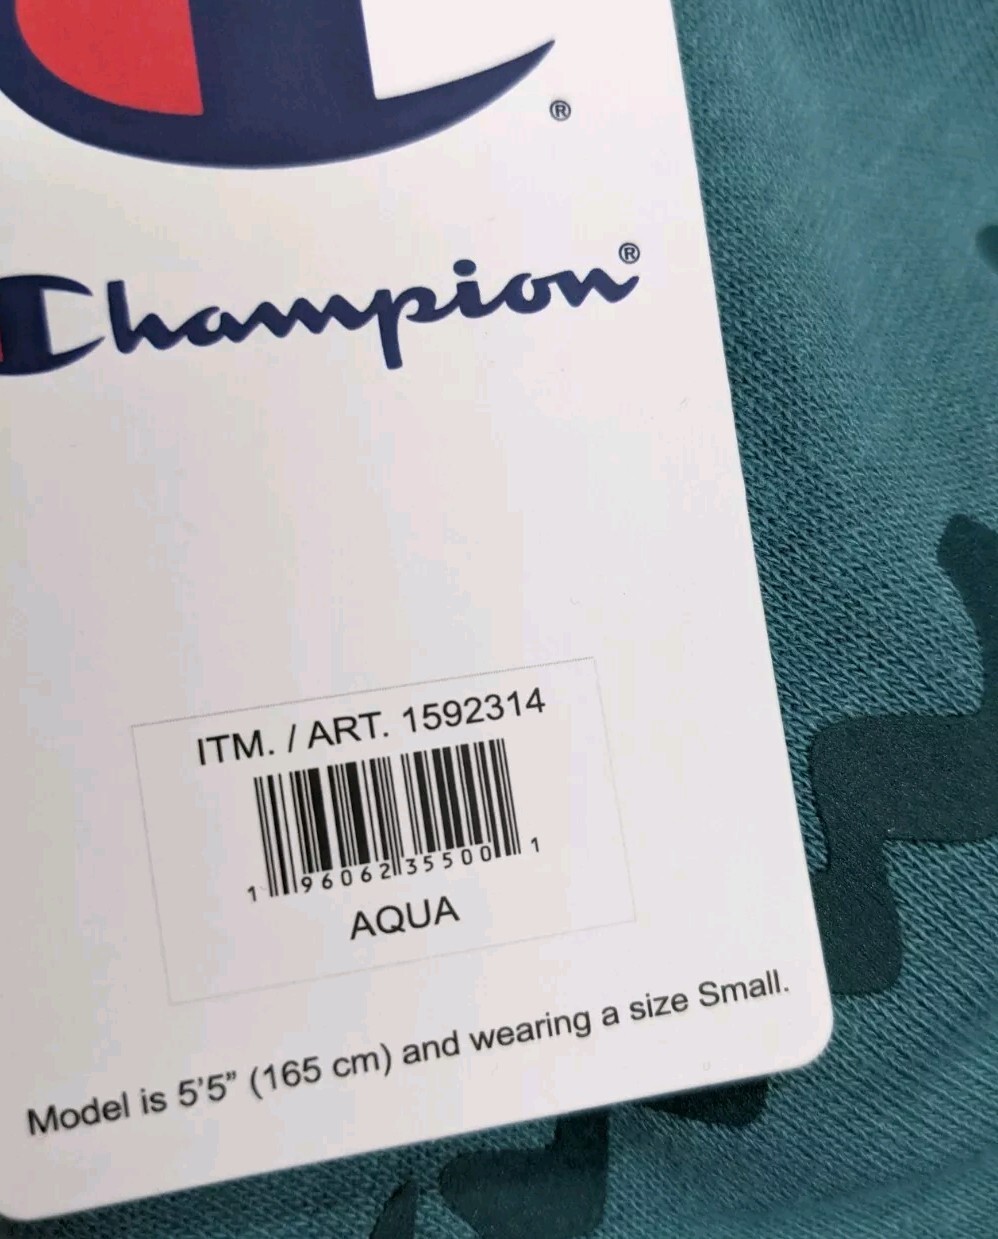 ®
Champion®
ITM. / ART. 1592314
1 96062 35500 1
AQUA
Model is 5'5” (165 cm) and wearing a size Small.